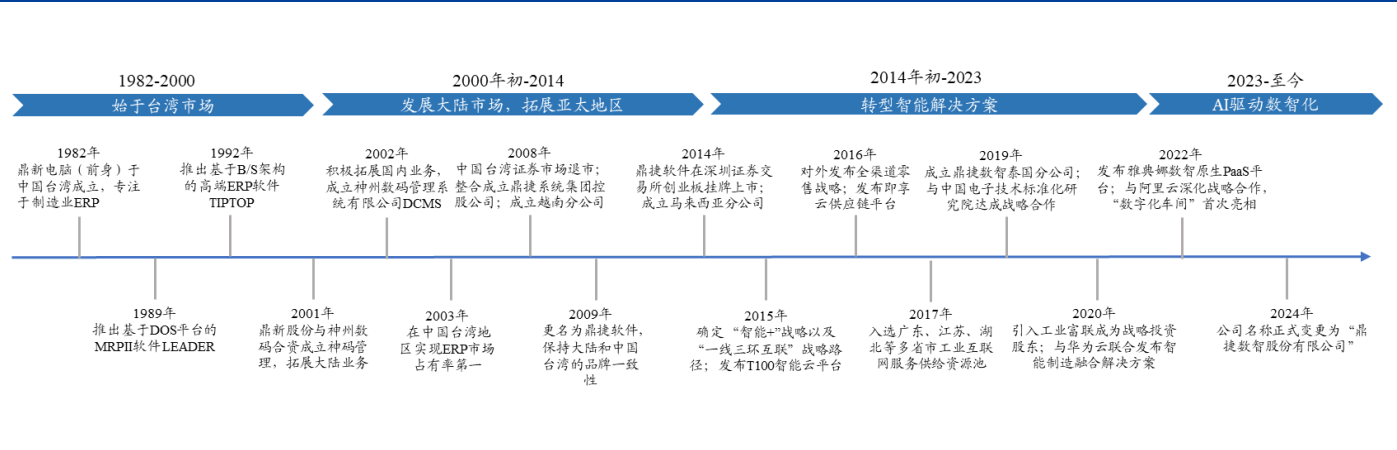 1982-2000
始于台湾市场
2000年初-2014
发展大陆市场，拓展亚太地区
2014年初-2023
转型智能解决方案
2023-至今
AI驱动数智化
1982年
鼎新电脑（前身）于
中国台湾成立，专注
于制造业ERP
1992年
推出基于B/S架构
的高端ERP软件
TIPTOP
2002年
积极拓展国内业务，
成立神州数码管理系
统有限公司DCMS
2008年
中国台湾证券市场退市；
整合成立鼎捷系统集团控
股公司；成立越南分公司
2014年
鼎捷软件在深圳证券交
易所创业板挂牌上市；
成立马来西亚分公司
2016年
对外发布全渠道零
售战略；发布即享
云供应链平台
2019年
成立鼎捷数智泰国分公司；
与中国电子技术标准化研
究院达成战略合作
2022年
发布雅典娜数智原生PaaS平
台；与阿里云深化战略合作，
“数字化车间”首次亮相
1989年
推出基于DOS平台的
MRPII软件LEADER
2001年
鼎新股份与神州数
码合资成立神码管
理，拓展大陆业务
2003年
在中国台湾地
区实现ERP市场
占有率第一
2009年
更名为鼎捷软件，
保持大陆和中国
台湾的品牌一致
性
2015年
确定“智能+”战略以及
“一线三环互联”战略路
径；发布T100智能云平台
2017年
入选广东、江苏、湖
北等多省市工业互联
网服务供给资源池
2020年
引入工业富联成为战略投资
股东；与华为云联合发布智
能制造融合解决方案
2024年
公司名称正式变更为“鼎
捷数智股份有限公司”